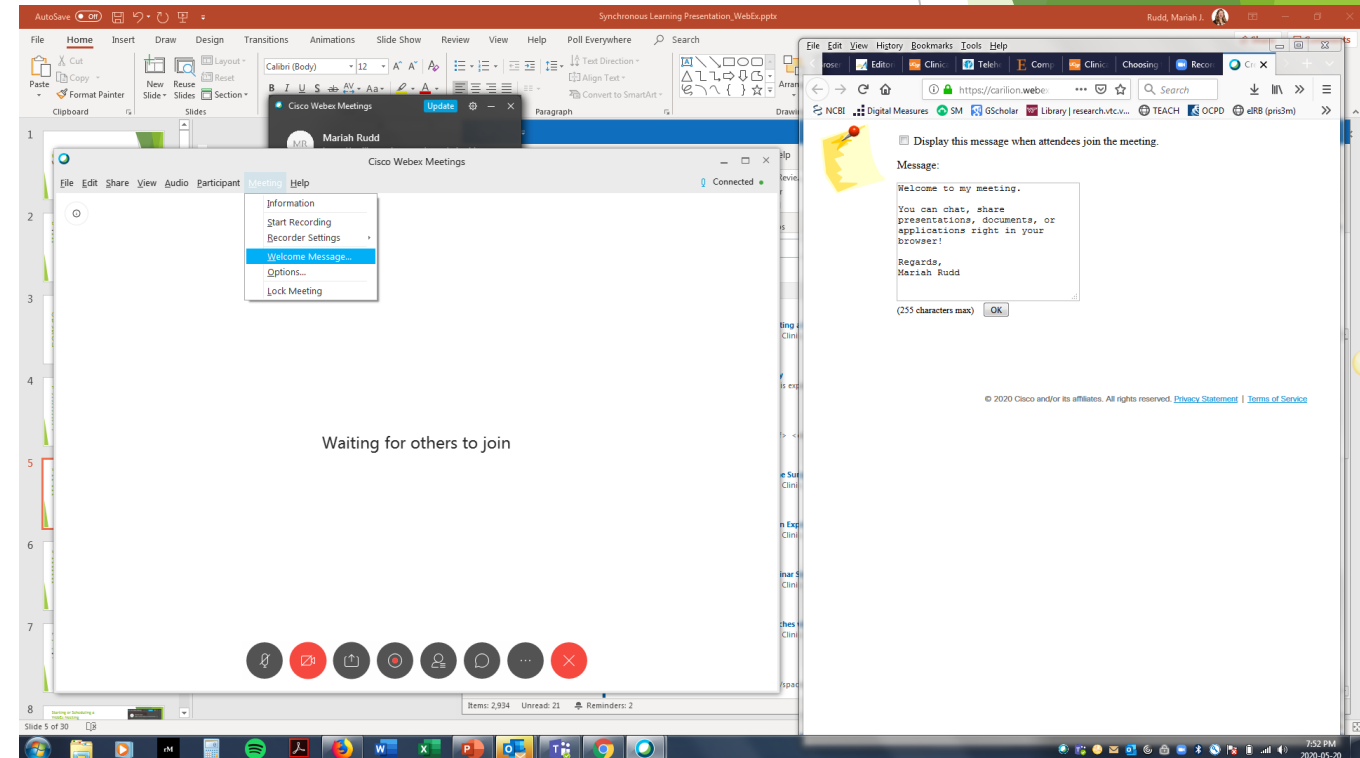 AutoSave Off
Synchronous Learning Presentation_WebEx.pptx
Rudd, Mariah J.
File Home Insert Draw Design Transitions Animations Slide Show Review View Help Poll Everywhere Search
Paste
Cut
Copy
Format Painter
Clipboard
New Slide
Reuse Slides
Layout
Reset
Section
Slides
Calibri (Body) 12
Paragraph
Text Direction
Align Text
Convert to SmartArt
Cisco Webex Meetings Update
Mariah Rudd
Cisco Webex Meetings
File Edit Share View Audio Participant Meeting Help
Connected
Information
Start Recording
Recorder Settings
Welcome Message...
Options...
Lock Meeting
Waiting for others to join
1
2
3
4
5
6
7
8
Items: 2,934 Unread: 21 Reminders: 2
Slide 5 of 30
File Edit View History Bookmarks Tools Help
Editor Clinic Teleh Comp Clinic Choosing Recor
https://carilion.webex
Search
NCBI Digital Measures SM GScholar Library | research.vtc.v... TEACH OCPD eIRB (pris3m)
Display this message when attendees join the meeting.
Message:
Welcome to my meeting.
You can chat, share
presentations, documents, or
applications right in your
browser!
Regards,
Mariah Rudd
(255 characters max) OK
© 2020 Cisco and/or its affiliates. All rights reserved. Privacy Statement | Terms of Service
7:52 PM
2020-05-20